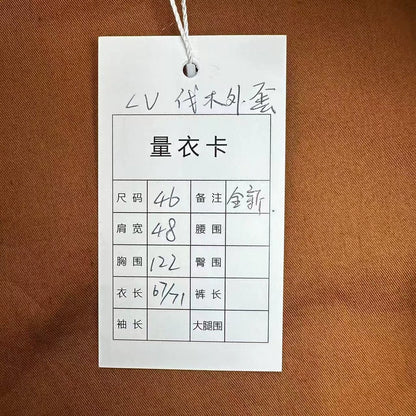 LV 伐木外套
量衣卡
尺码 46 备注 全新.
肩宽 48 腰围
胸围 122 臀围
衣长 67/71 裤长
袖长 大腿围